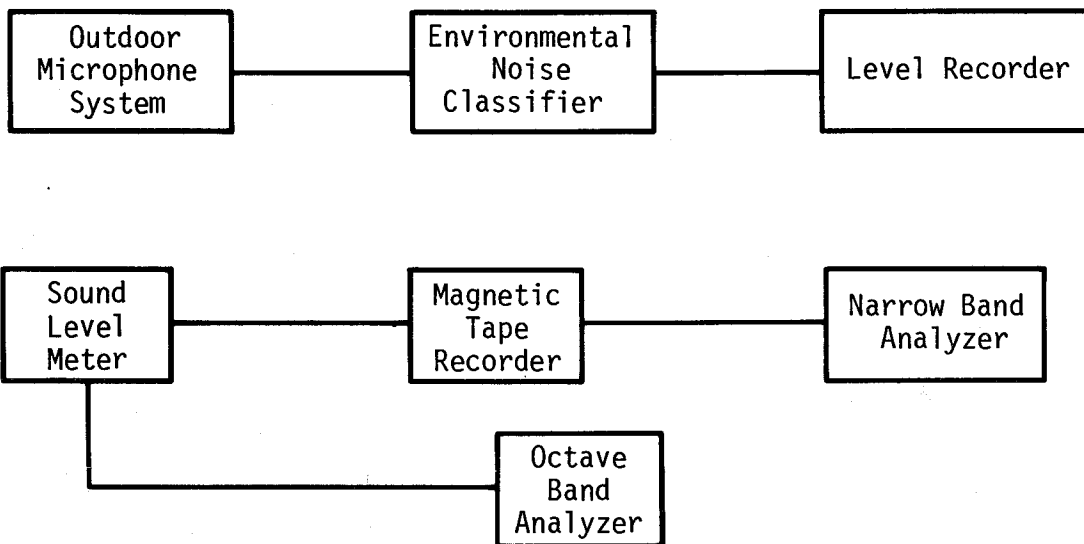 Outdoor
Microphone
System
Environmental
Noise
Classifier
Level Recorder
Sound
Level
Meter
Magnetic
Tape
Recorder
Narrow Band
Analyzer
Octave
Band
Analyzer